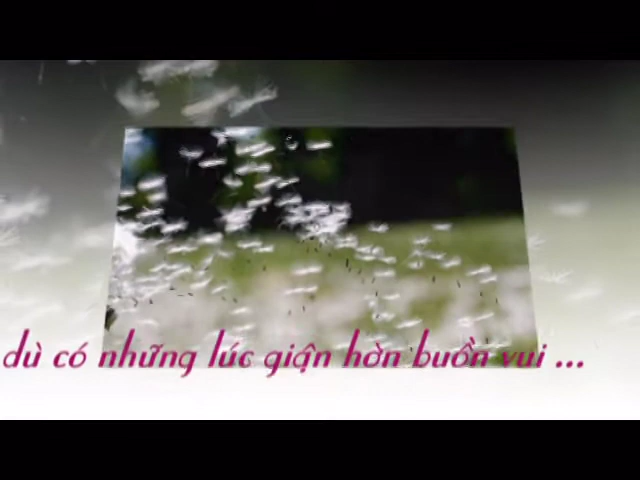 dù có những lúc giận hờn buồn vui ...